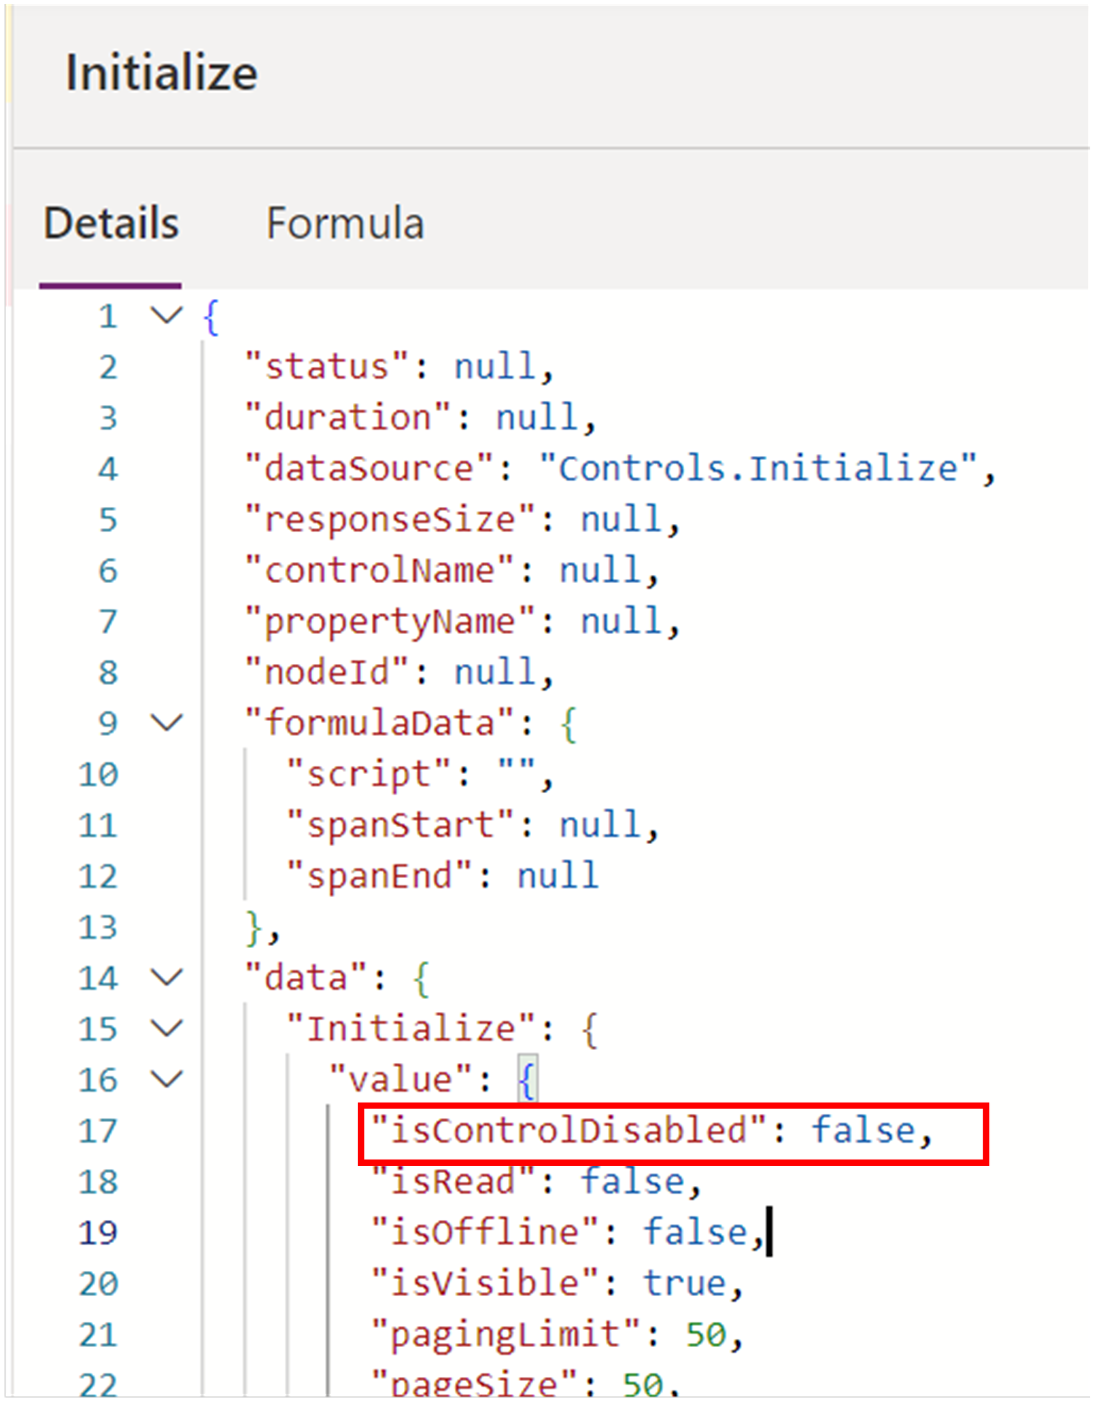 Initialize
Details Formula
1 {
2 "status": null,
3 "duration": null,
4 "dataSource": "Controls.Initialize",
5 "responseSize": null,
6 "controlName": null,
7 "propertyName": null,
8 "nodeId": null,
9 "formulaData": {
10 "script": "",
11 "spanStart": null,
12 "spanEnd": null
13 },
14 "data": {
15 "Initialize": {
16 "value": {
17 "isControlDisabled": false,
18 "isRead": false,
19 "isOffline": false,
20 "isVisible": true,
21 "pagingLimit": 50,
22 "pageSize": 50,